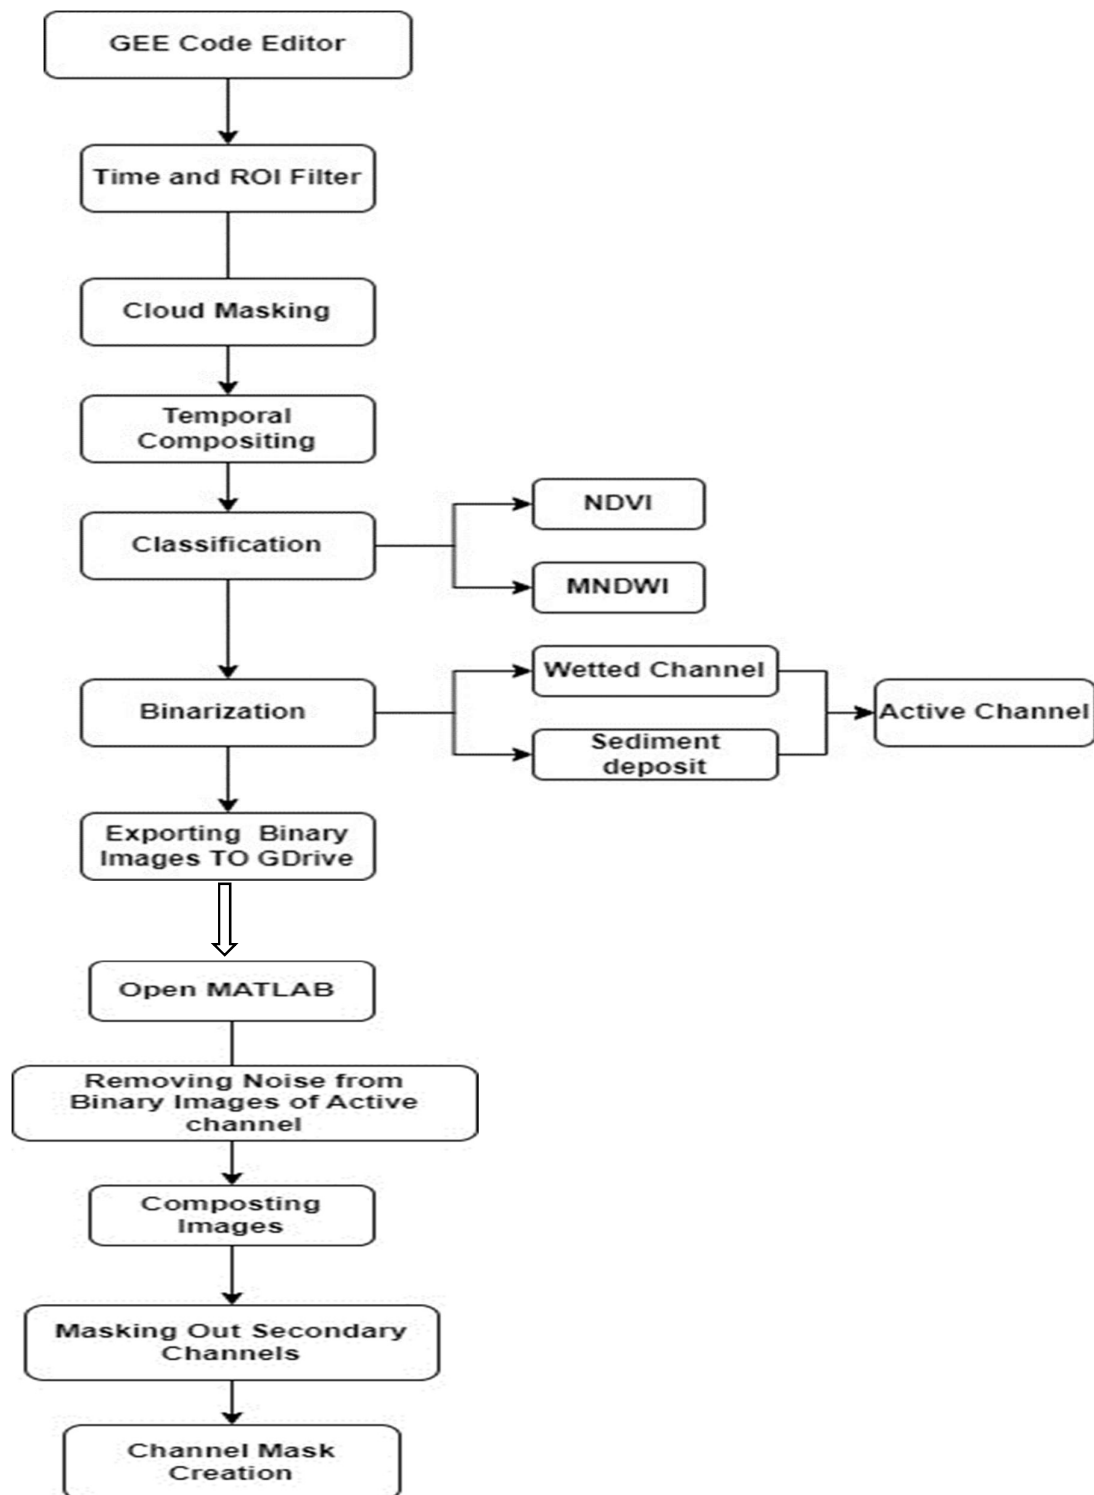 GEE Code Editor
Time and ROI Filter
Cloud Masking
Temporal
Compositing
Classification
NDVI
MNDWI
Binarization
Wetted Channel
Sediment
deposit
Active Channel
Exporting  Binary
Images TO GDrive
Open MATLAB
Removing Noise from
Binary Images of Active
channel
Composting
Images
Masking Out Secondary
Channels
Channel Mask
Creation